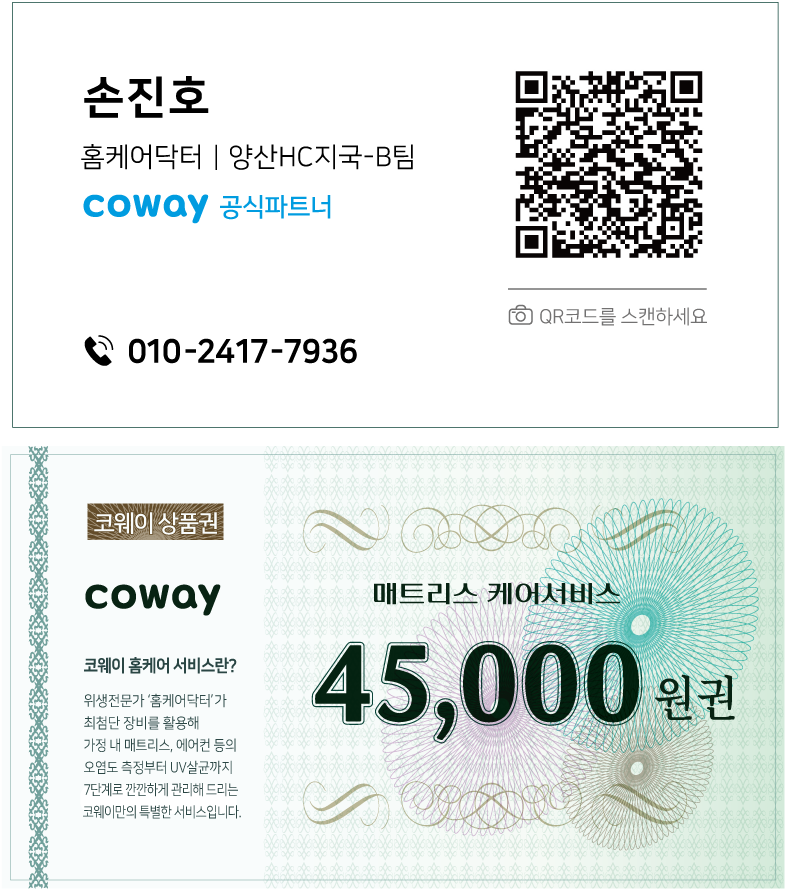 손진호
홈케어닥터 | 양산HC지국-B팀
coway 공식파트너
010-2417-7936
QR코드를 스캔하세요
코웨이 상품권
coway
코웨이 홈케어 서비스란?
위생전문가 '홈케어닥터'가
최첨단 장비를 활용해
가정 내 매트리스, 에어컨 등의
오염도 측정부터 UV살균까지
7단계로 깐깐하게 관리해 드리는
코웨이만의 특별한 서비스입니다.
매트리스 케어서비스
45,000 원권